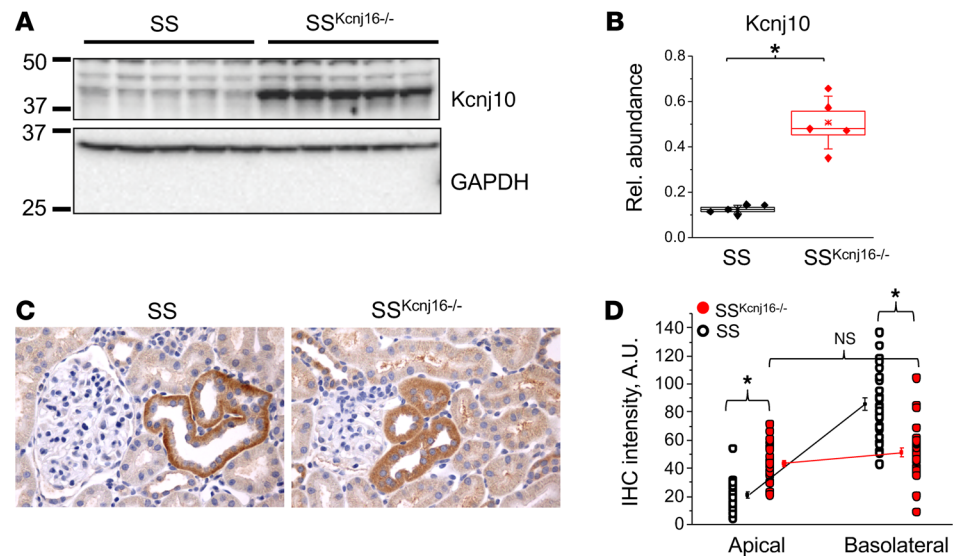 A
SS
SSKcnj16-/-
50
37
Kcnj10
37
25
GAPDH
B
Kcnj10
*
Rel. abundance
0.8
0.6
0.4
0.2
0.0
SS
SSKcnj16-/-
C
SS
SSKcnj16-/-
D
SSKcnj16-/-
SS
IHC intensity, A.U.
140
120
100
80
60
40
20
0
*
NS
*
Apical
Basolateral